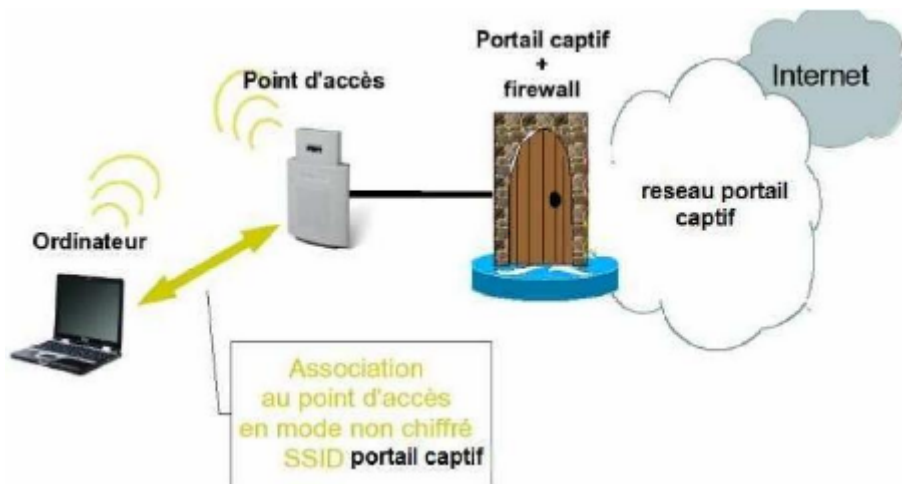 Portail captif
+
firewall
Internet
Point d'accès
reseau portail
captif
Ordinateur
Association
au point d'accès
en mode non chiffré
SSID portail captif